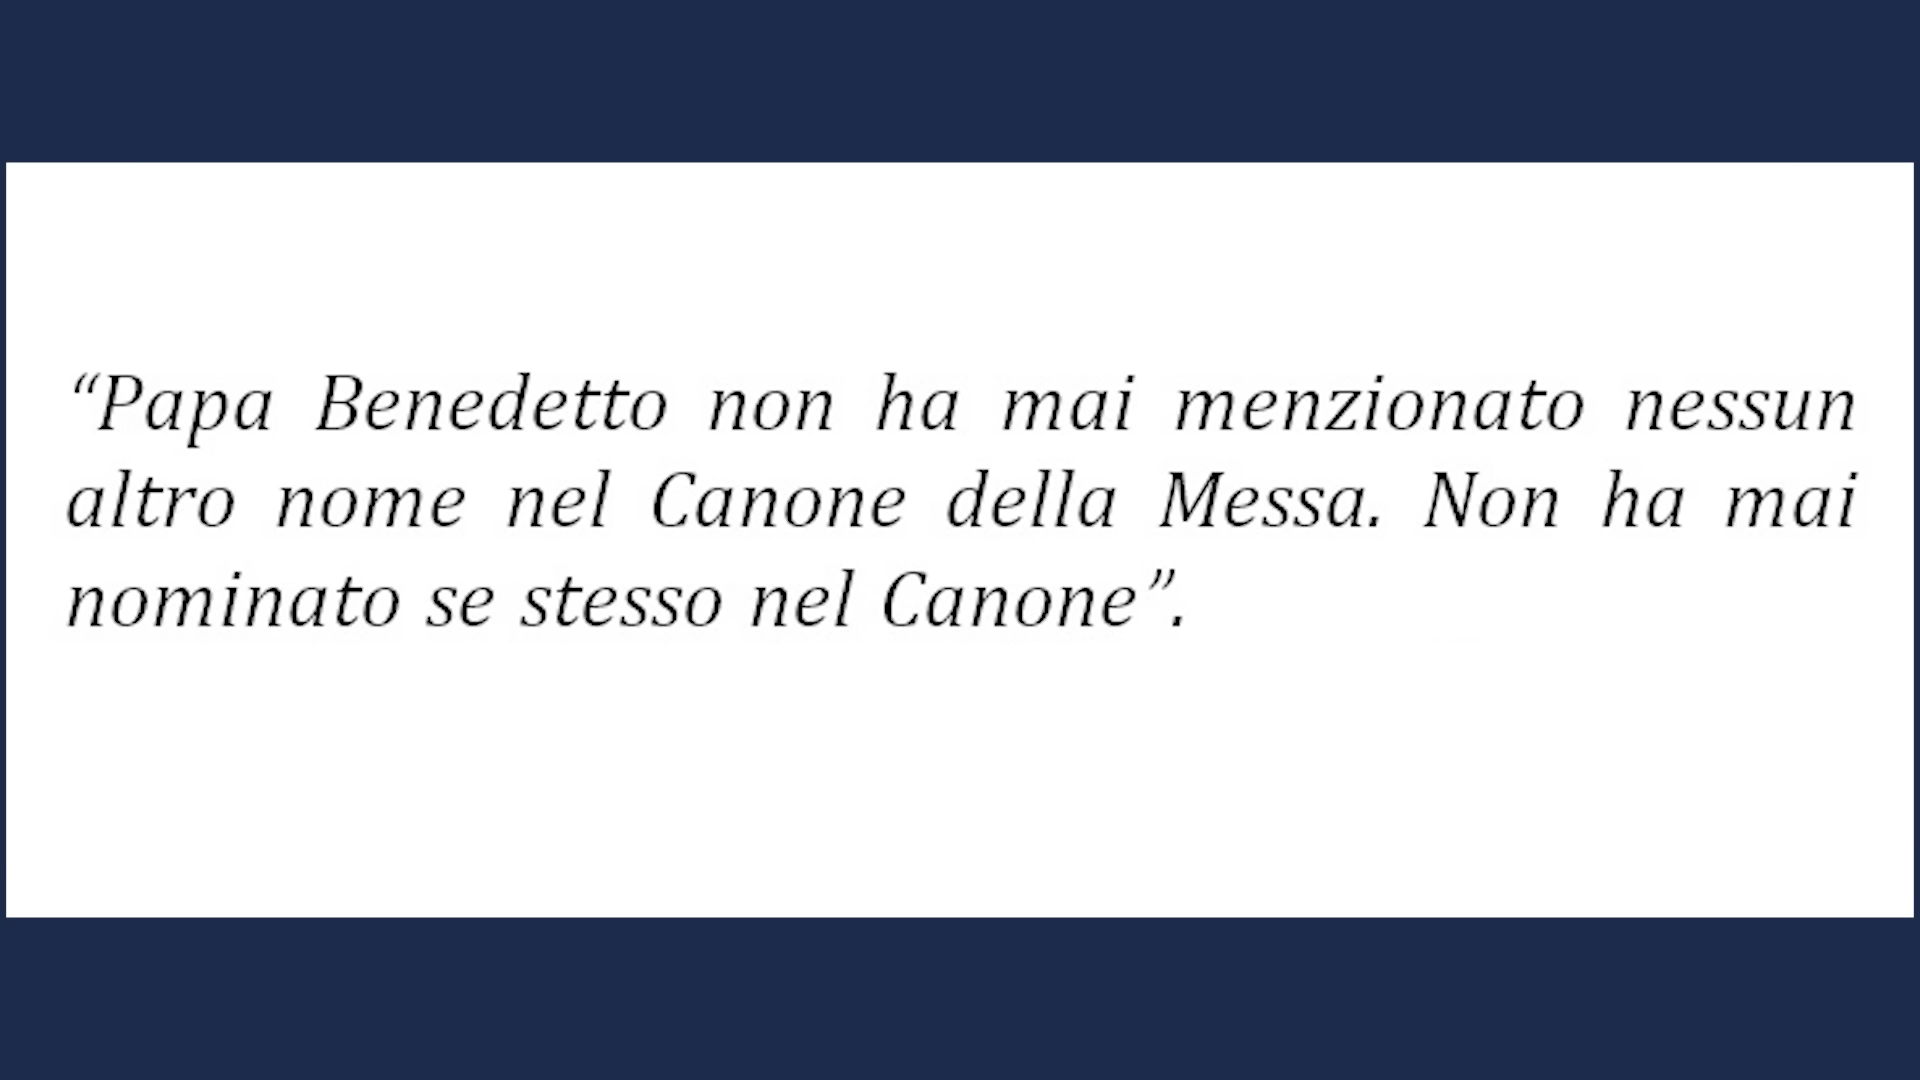 “Papa Benedetto non ha mai menzionato nessun
altro nome nel Canone della Messa. Non ha mai
nominato se stesso nel Canone”.